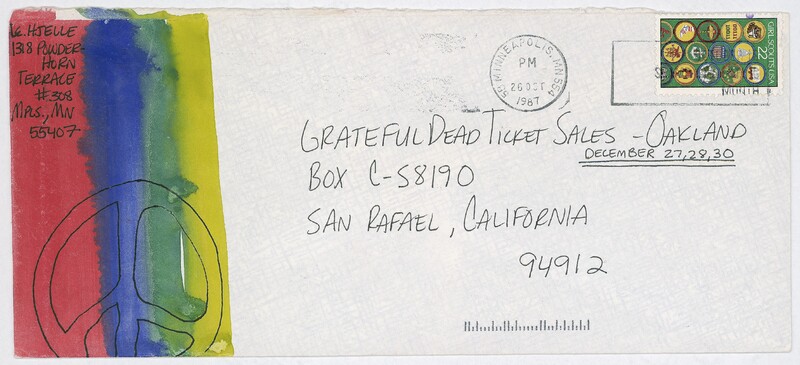 K. HJELLE
1318 POWDER-
HORN
TERRACE
#308
MPLS., MN
55407
MINNEAPOLIS, MN 554
PM
26 OCT
1987
MONTH
GIRL SCOUTS USA
22
GRATEFUL DEAD TICKET SALES - OAKLAND
DECEMBER 27, 28, 30
BOX C-S8190
SAN RAFAEL, CALIFORNIA
94912